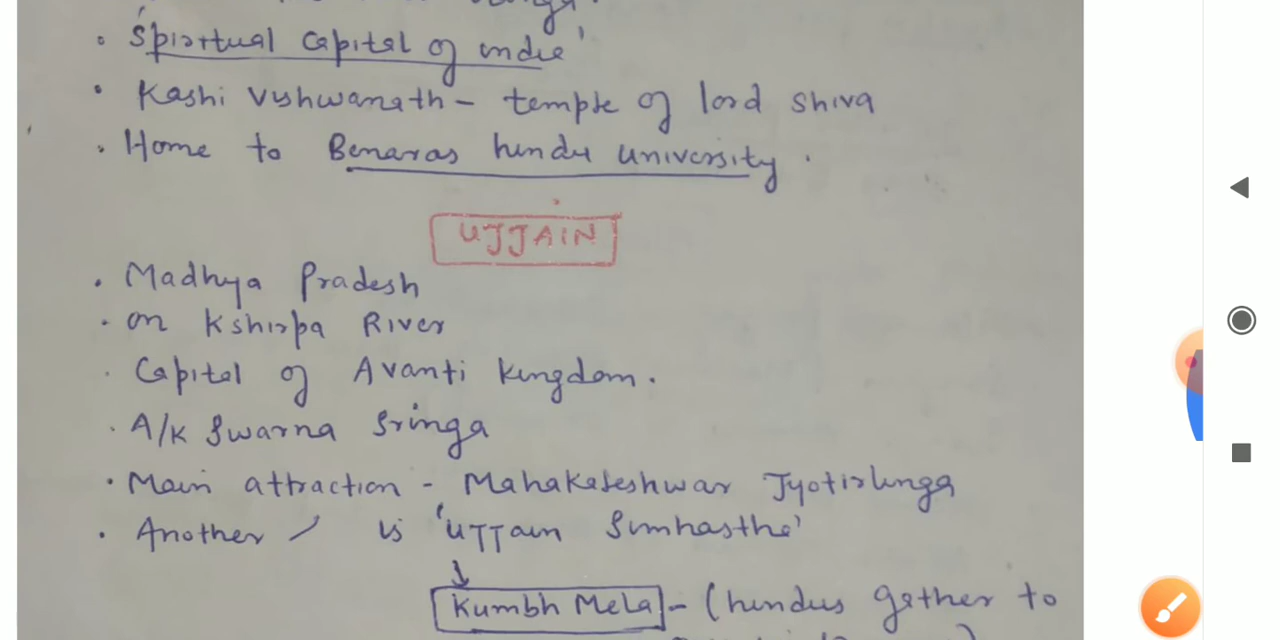 'Spirtual capital of india'
Kashi Vishwanath - temple of lord Shiva
Home to Benaras hindu university.
UJJAIN
Madhya Pradesh
on Kshirpa River
Capital of Avanti kingdom.
A/K Swarna Sringa
Main attraction - Mahakaleshwar Jyotirlinga
Another is 'UJJain Simhastha'
Kumbh Mela - (hindus gather to